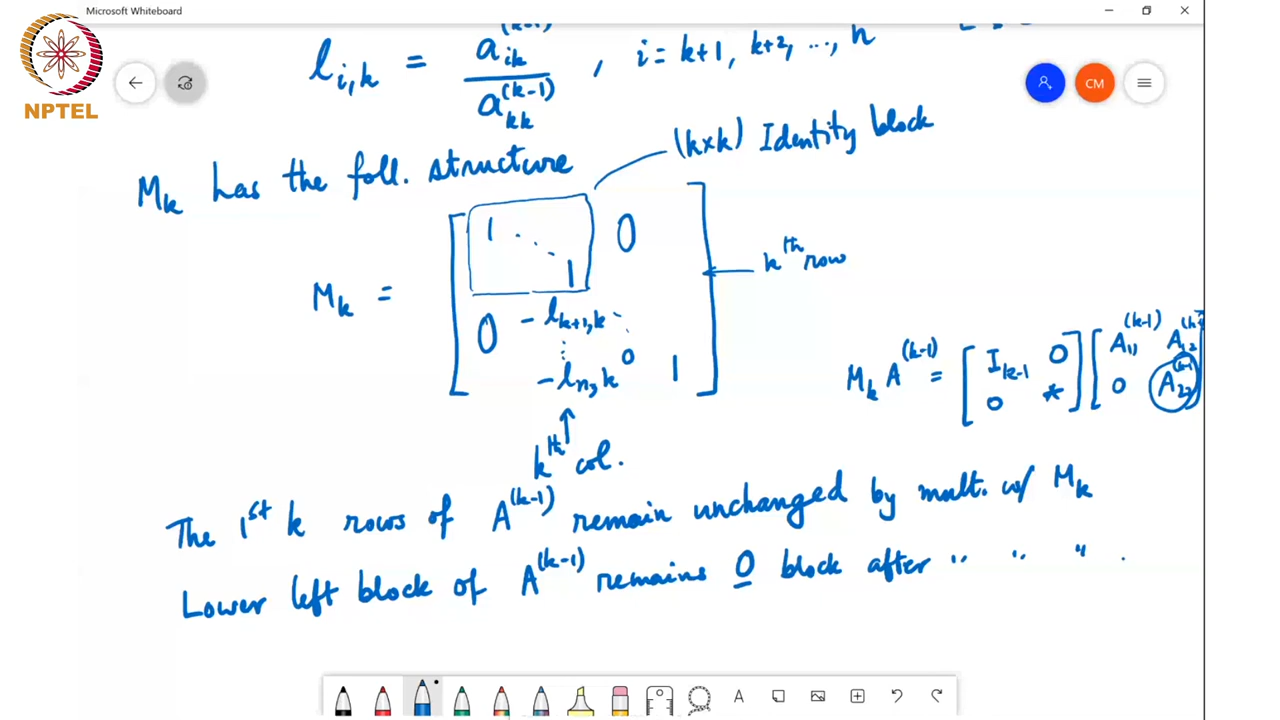 Microsoft Whiteboard
NPTEL
CM
l_{i,k} = a_{ik}^{(k-1)} / a_{kk}^{(k-1)} , i = k+1, k+2, ..., n
M_k has the foll. structure
(k×k) Identity block
M_k = [ 1 ⋱ 1 0
kth row
0 - l_{k+1,k} ⋱
⋮ 0
- l_{n,k} 1 ]
kth col.
M_k A^{(k-1)} = [ I_{k-1} 0 ; 0 * ] [ A_{11}^{(k-1)} A_{12} ; 0 A_{22}^{(k-1)} ]
The 1st k rows of A^{(k-1)} remain unchanged by mult. w/ M_k
Lower left block of A^{(k-1)} remains 0 block after " " " .
A